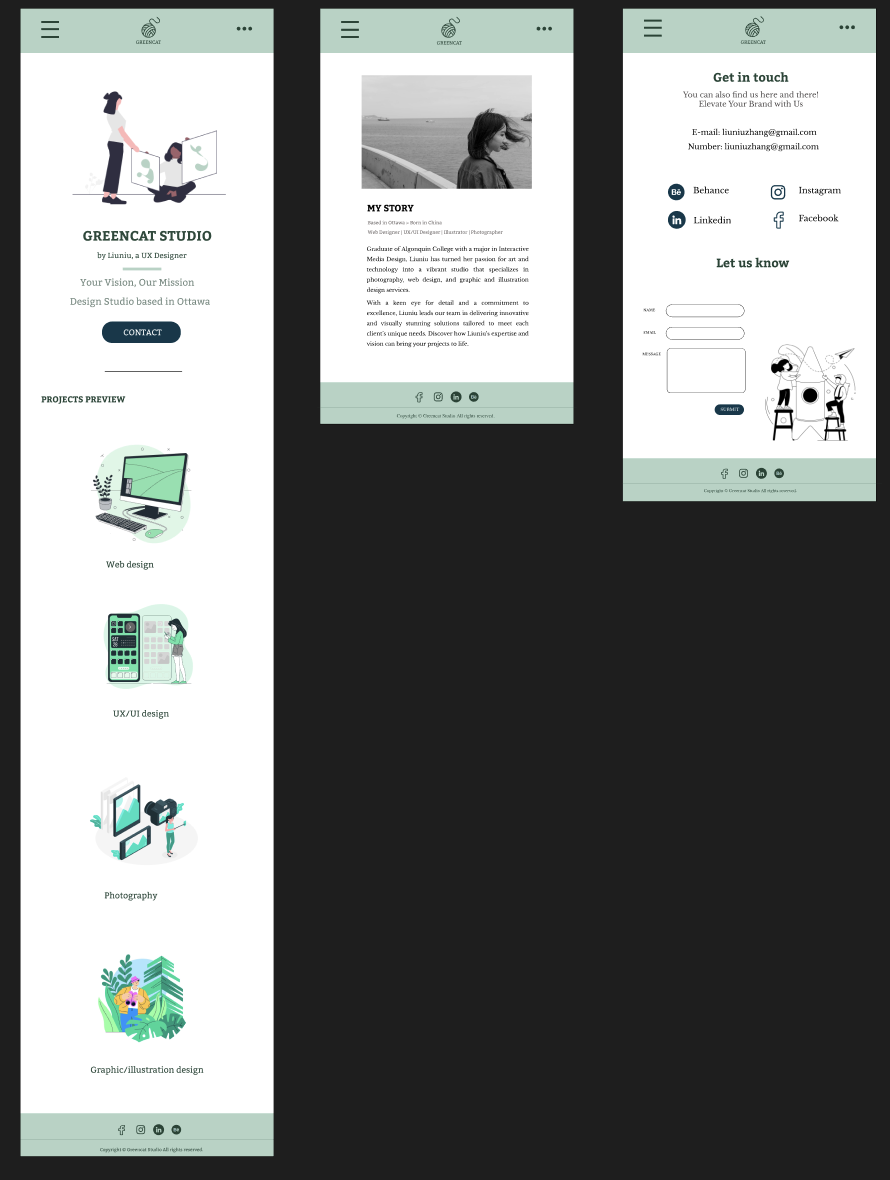 GREENCAT
GREENCAT STUDIO
by Liuniu, a UX Designer
Your Vision, Our Mission
Design Studio based in Ottawa
CONTACT
PROJECTS PREVIEW
Web design
UX/UI design
Photography
Graphic/illustration design
Copyright © Greencat Studio All rights reserved.
GREENCAT
MY STORY
Based in Ottawa • Born in China
Web Designer | UX/UI Designer | Illustrator | Photographer
Graduate of Algonquin College with a major in Interactive
Media Design, Liuniu has turned her passion for art and
technology into a vibrant studio that specializes in
photography, web design, and graphic and illustration
design services.
With a keen eye for detail and a commitment to
excellence, Liuniu leads our team in delivering innovative
and visually stunning solutions tailored to meet each
client's unique needs. Discover how Liuniu's expertise and
vision can bring your projects to life.
Copyright © Greencat Studio All rights reserved.
GREENCAT
Get in touch
You can also find us here and there!
Elevate Your Brand with Us
E-mail: liuniuzhang@gmail.com
Number: liuniuzhang@gmail.com
Behance
Instagram
Linkedin
Facebook
Let us know
NAME
EMAIL
MESSAGE
SUBMIT
Copyright © Greencat Studio All rights reserved.